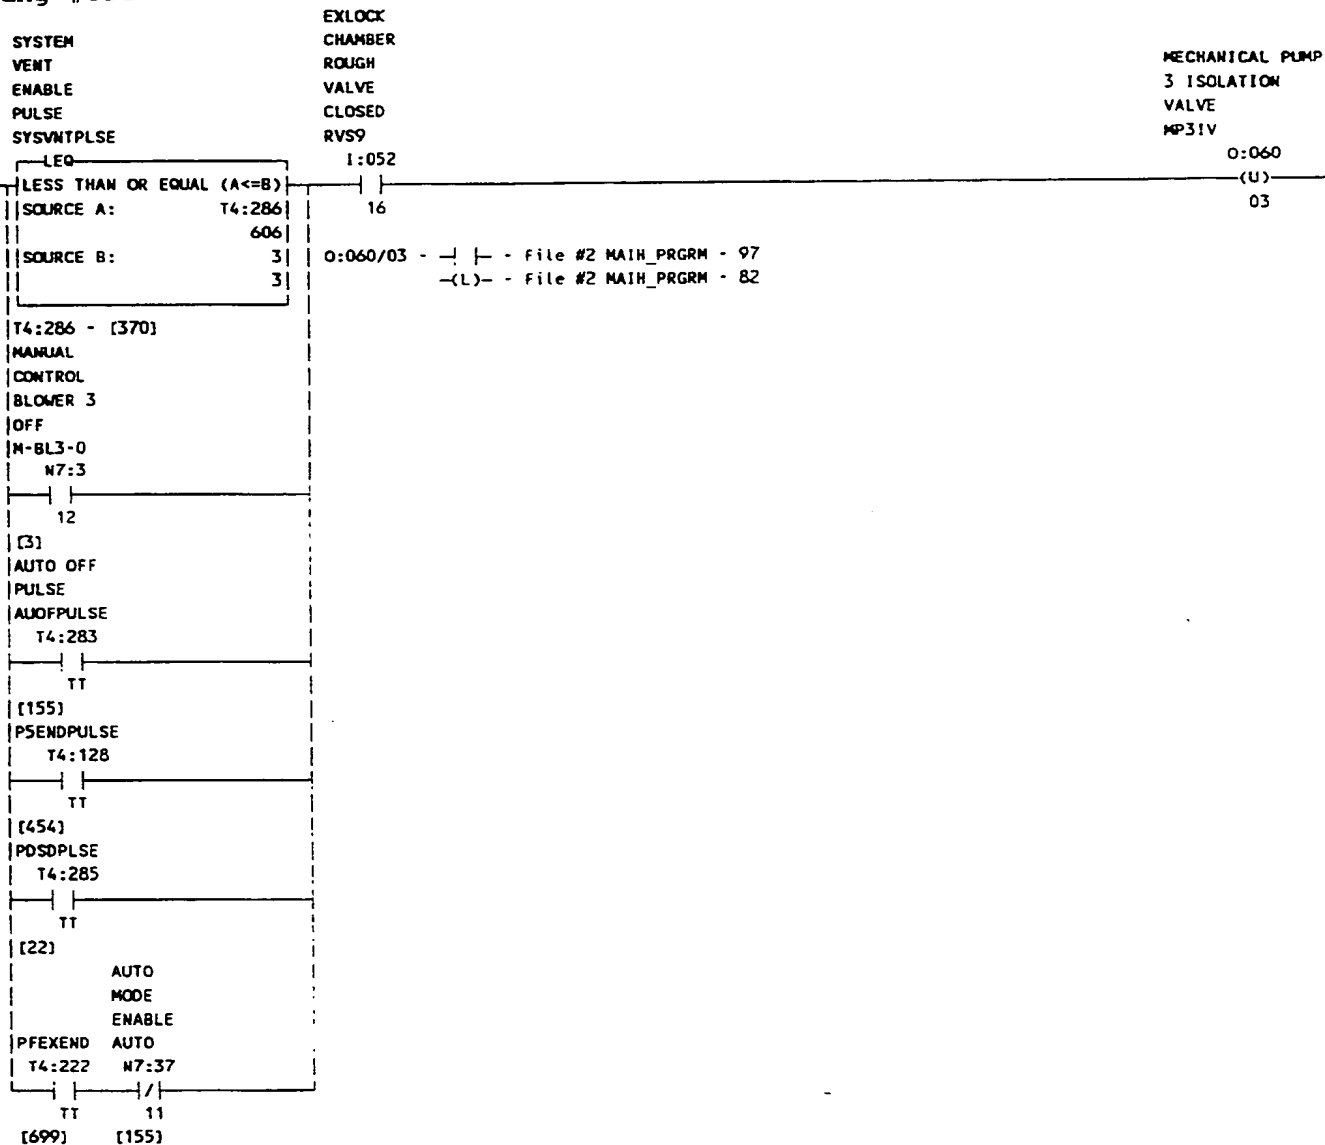 EXLOCK
SYSTEM CHAMBER
VENT ROUGH MECHANICAL PUMP
ENABLE VALVE 3 ISOLATION
PULSE CLOSED VALVE
SYSVNTPLSE RVS9 MP3IV
LEQ I:052 O:060
LESS THAN OR EQUAL (A<=B) (U)
SOURCE A: T4:286 16 03
606
SOURCE B: 3 O:060/03 - -| |- - File #2 MAIH_PRGRM - 97
3 -(L)- - File #2 MAIH_PRGRM - 82
T4:286 - [370]
MANUAL
CONTROL
BLOWER 3
OFF
M-BL3-0
N7:3
12
[3]
AUTO OFF
PULSE
AUOFPULSE
T4:283
TT
[155]
P5ENDPULSE
T4:128
TT
[454]
PDSDPLSE
T4:285
TT
[22]
AUTO
MODE
ENABLE
PFEXEND AUTO
T4:222 N7:37
TT 11
[699] [155]